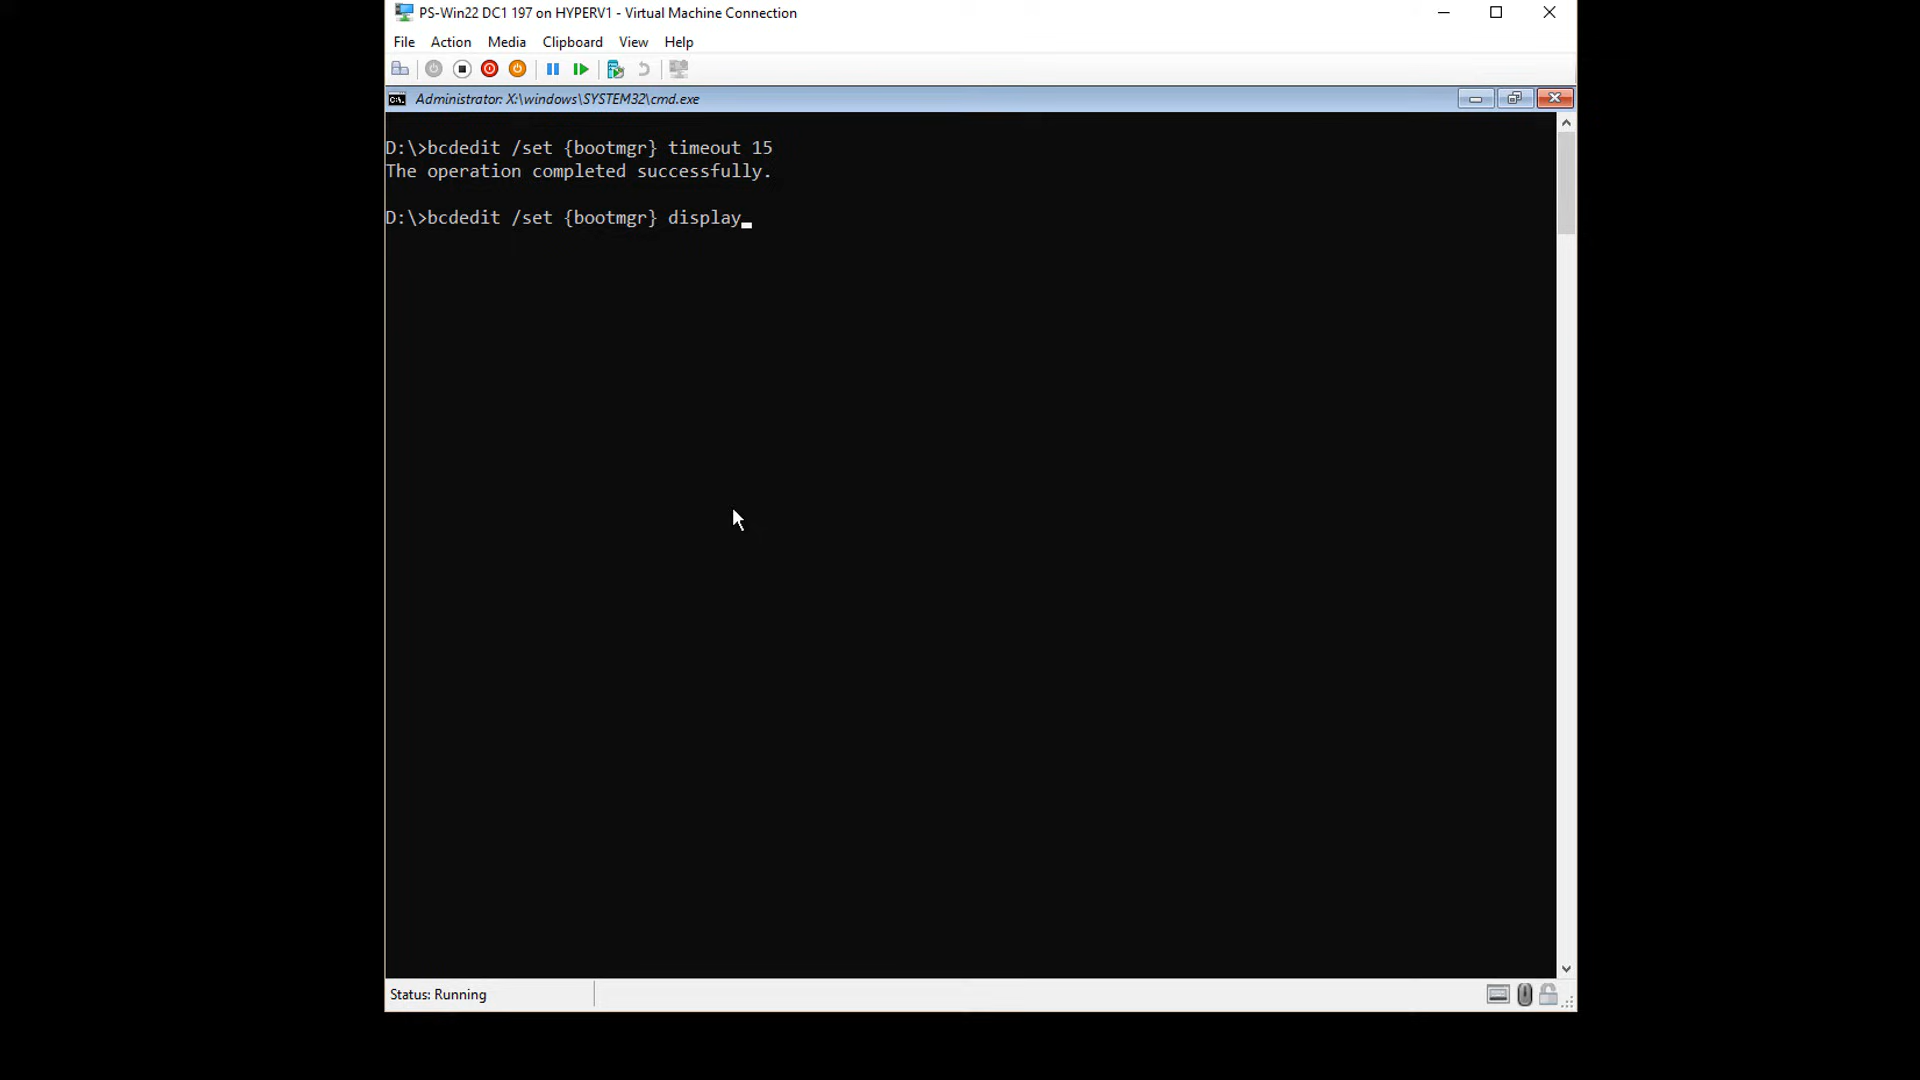 PS-Win22 DC1 197 on HYPERV1 - Virtual Machine Connection
File Action Media Clipboard View Help
Administrator: X:\windows\SYSTEM32\cmd.exe
D:\>bcdedit /set {bootmgr} timeout 15
The operation completed successfully.
D:\>bcdedit /set {bootmgr} display
Status: Running